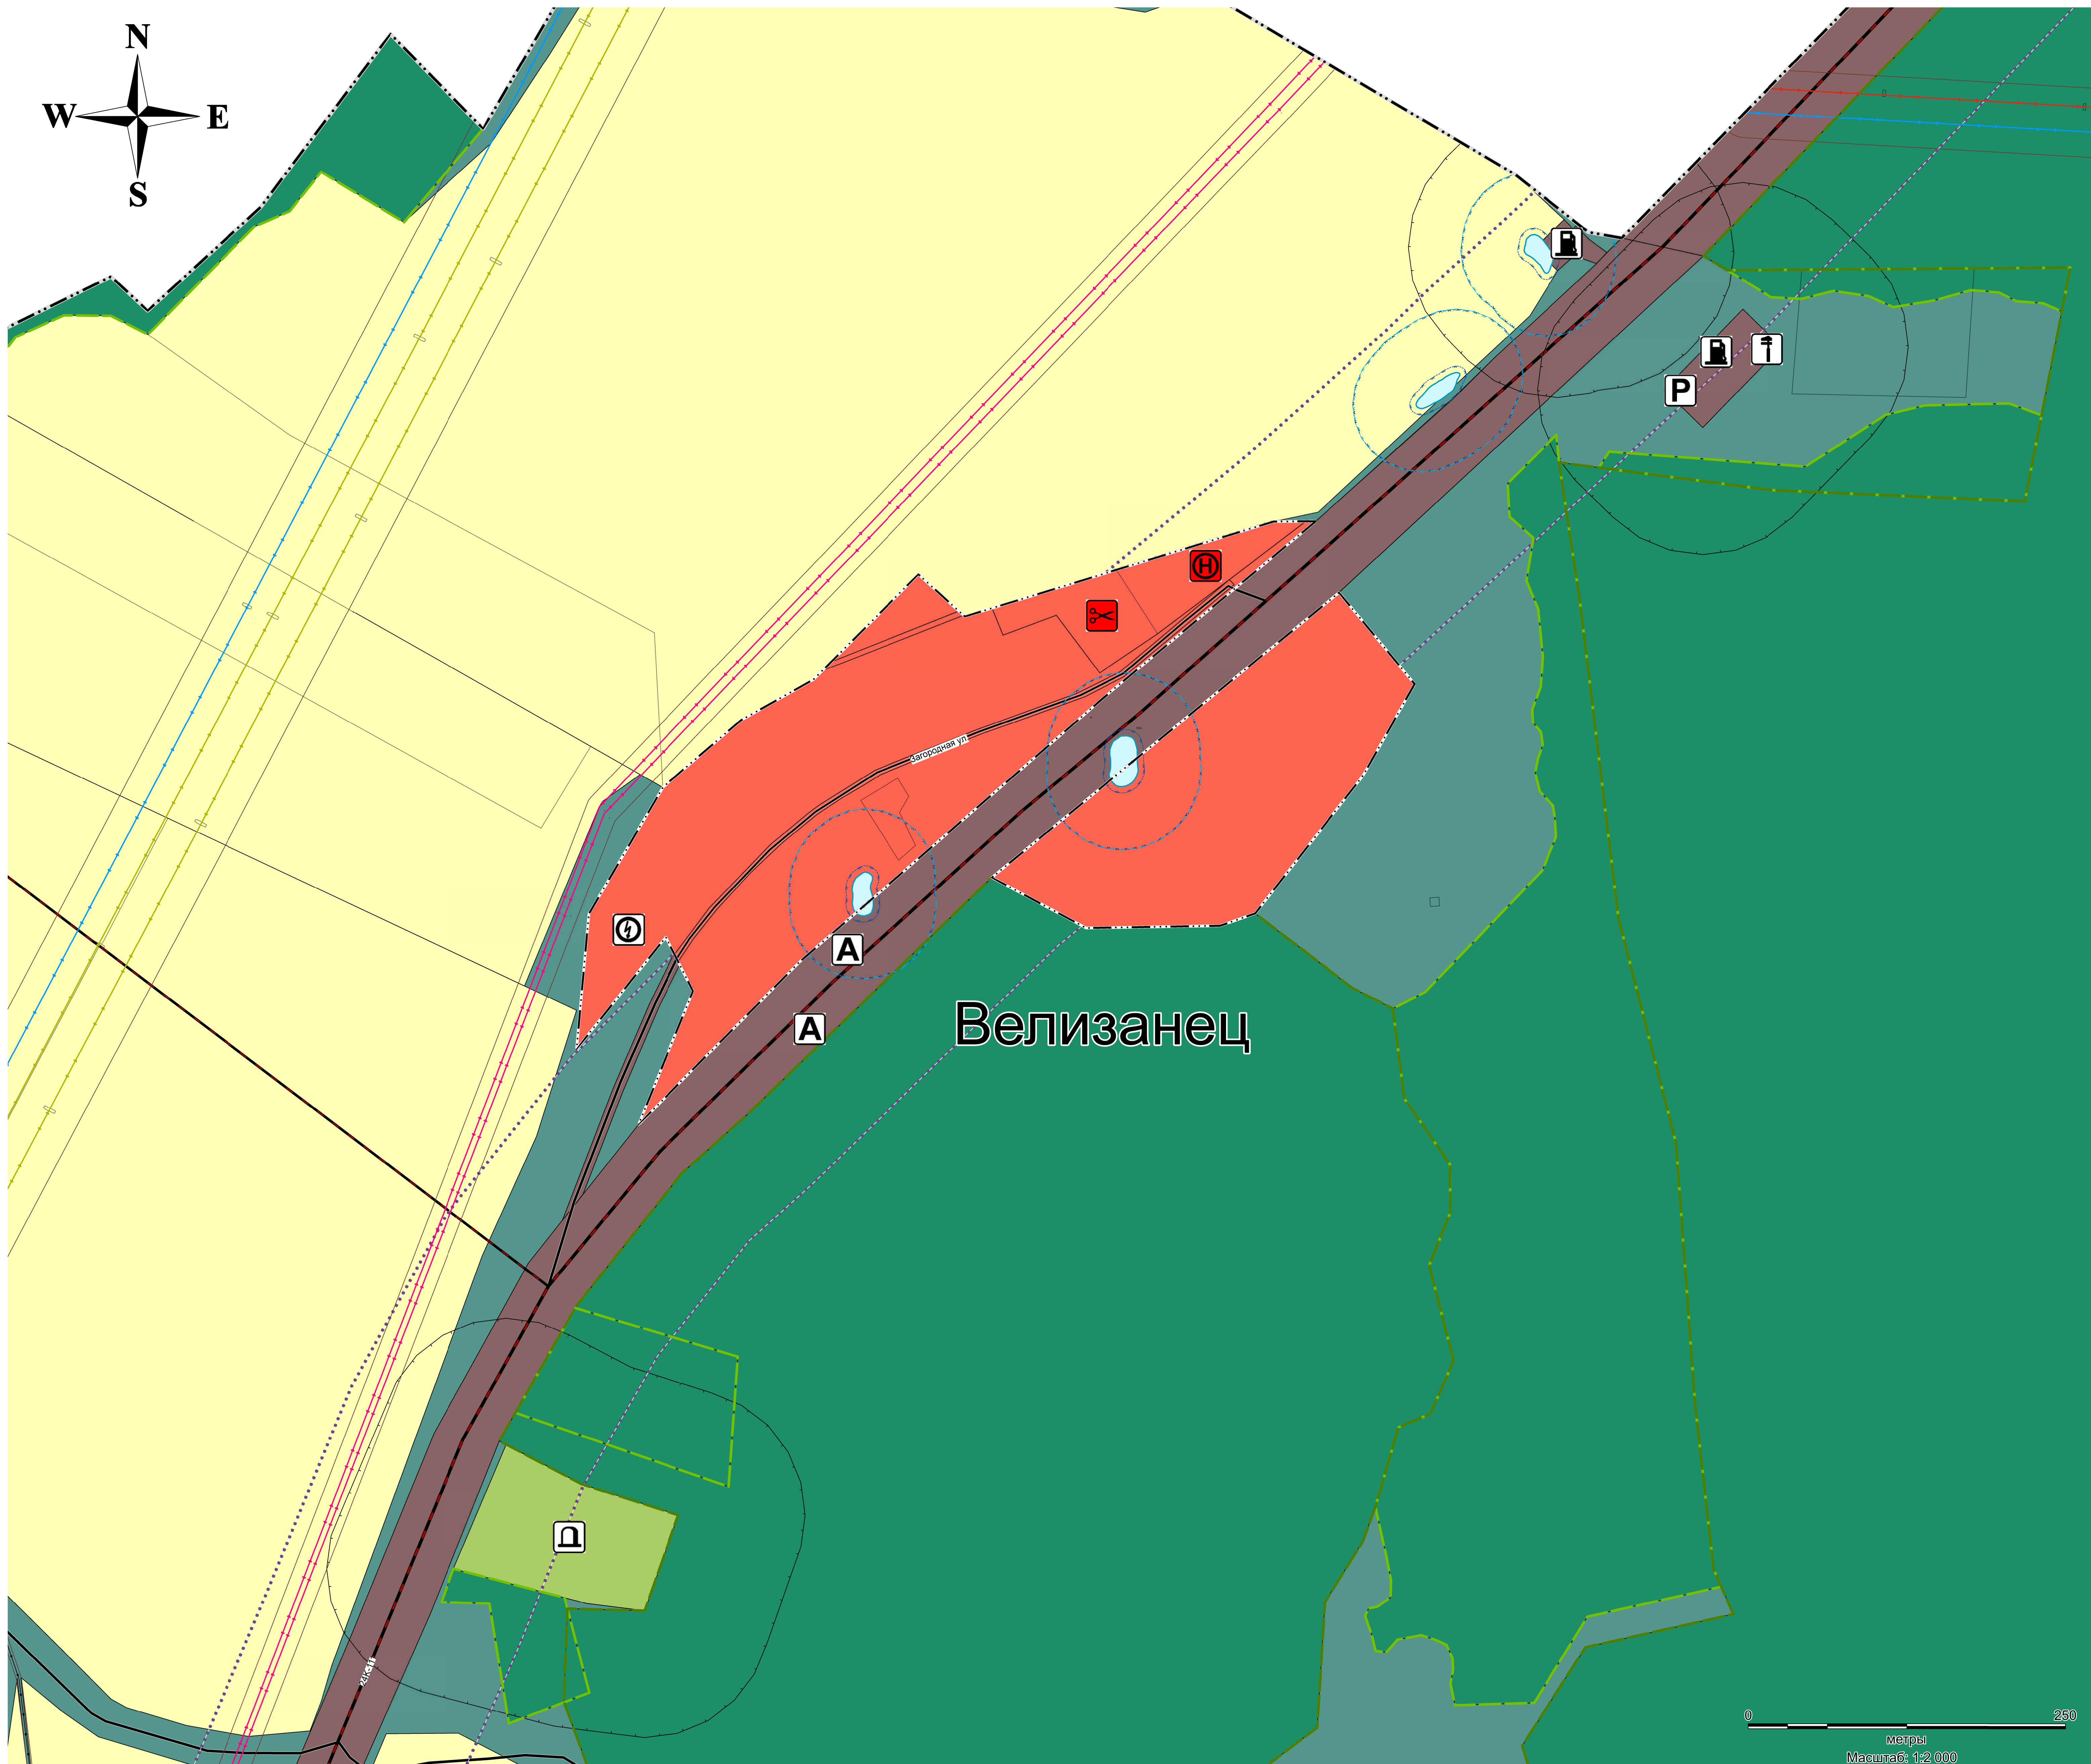 N
W E
S
P
H
Загородная ул
A
A
Велизанец
0 250
метры
Масштаб: 1:2 000